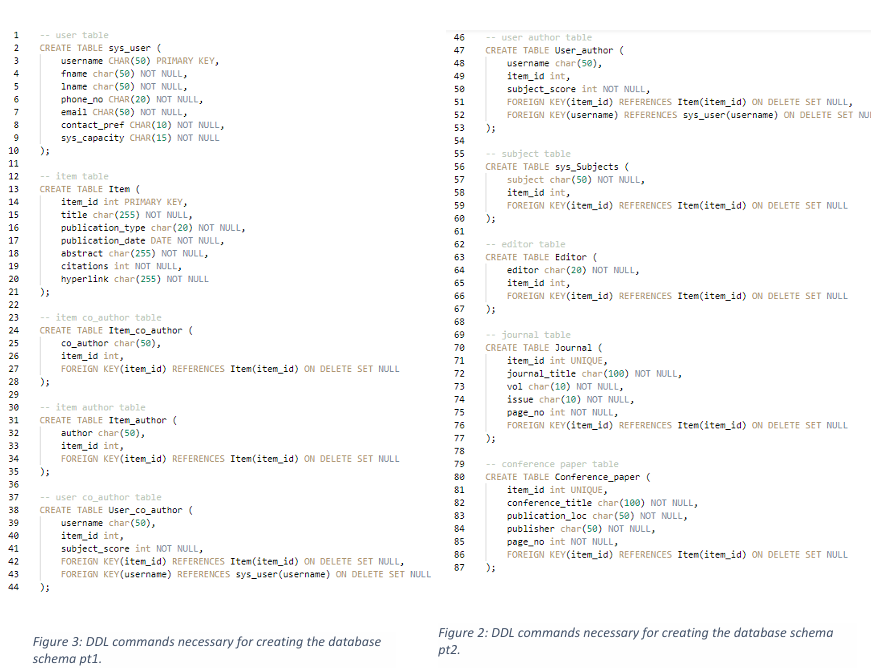 1 -- user table
2 CREATE TABLE sys_user (
3 username CHAR(50) PRIMARY KEY,
4 fname char(50) NOT NULL,
5 lname char(50) NOT NULL,
6 phone_no CHAR(20) NOT NULL,
7 email CHAR(50) NOT NULL,
8 contact_pref CHAR(10) NOT NULL,
9 sys_capacity CHAR(15) NOT NULL
10 );
11
12 -- item table
13 CREATE TABLE Item (
14 item_id int PRIMARY KEY,
15 title char(255) NOT NULL,
16 publication_type char(20) NOT NULL,
17 publication_date DATE NOT NULL,
18 abstract char(255) NOT NULL,
19 citations int NOT NULL,
20 hyperlink char(255) NOT NULL
21 );
22
23 -- item co_author table
24 CREATE TABLE Item_co_author (
25 co_author char(50),
26 item_id int,
27 FOREIGN KEY(item_id) REFERENCES Item(item_id) ON DELETE SET NULL
28 );
29
30 -- item author table
31 CREATE TABLE Item_author (
32 author char(50),
33 item_id int,
34 FOREIGN KEY(item_id) REFERENCES Item(item_id) ON DELETE SET NULL
35 );
36
37 -- user co_author table
38 CREATE TABLE User_co_author (
39 username char(50),
40 item_id int,
41 subject_score int NOT NULL,
42 FOREIGN KEY(item_id) REFERENCES Item(item_id) ON DELETE SET NULL,
43 FOREIGN KEY(username) REFERENCES sys_user(username) ON DELETE SET NULL
44 );
Figure 3: DDL commands necessary for creating the database
schema pt1.
46 -- user author table
47 CREATE TABLE User_author (
48 username char(50),
49 item_id int,
50 subject_score int NOT NULL,
51 FOREIGN KEY(item_id) REFERENCES Item(item_id) ON DELETE SET NULL,
52 FOREIGN KEY(username) REFERENCES sys_user(username) ON DELETE SET NU
53 );
54
55 -- subject table
56 CREATE TABLE sys_Subjects (
57 subject char(50) NOT NULL,
58 item_id int,
59 FOREIGN KEY(item_id) REFERENCES Item(item_id) ON DELETE SET NULL
60 );
61
62 -- editor table
63 CREATE TABLE Editor (
64 editor char(20) NOT NULL,
65 item_id int,
66 FOREIGN KEY(item_id) REFERENCES Item(item_id) ON DELETE SET NULL
67 );
68
69 -- journal table
70 CREATE TABLE Journal (
71 item_id int UNIQUE,
72 journal_title char(100) NOT NULL,
73 vol char(10) NOT NULL,
74 issue char(10) NOT NULL,
75 page_no int NOT NULL,
76 FOREIGN KEY(item_id) REFERENCES Item(item_id) ON DELETE SET NULL
77 );
78
79 -- conference paper table
80 CREATE TABLE Conference_paper (
81 item_id int UNIQUE,
82 conference_title char(100) NOT NULL,
83 publication_loc char(50) NOT NULL,
84 publisher char(50) NOT NULL,
85 page_no int NOT NULL,
86 FOREIGN KEY(item_id) REFERENCES Item(item_id) ON DELETE SET NULL
87 );
Figure 2: DDL commands necessary for creating the database schema
pt2.